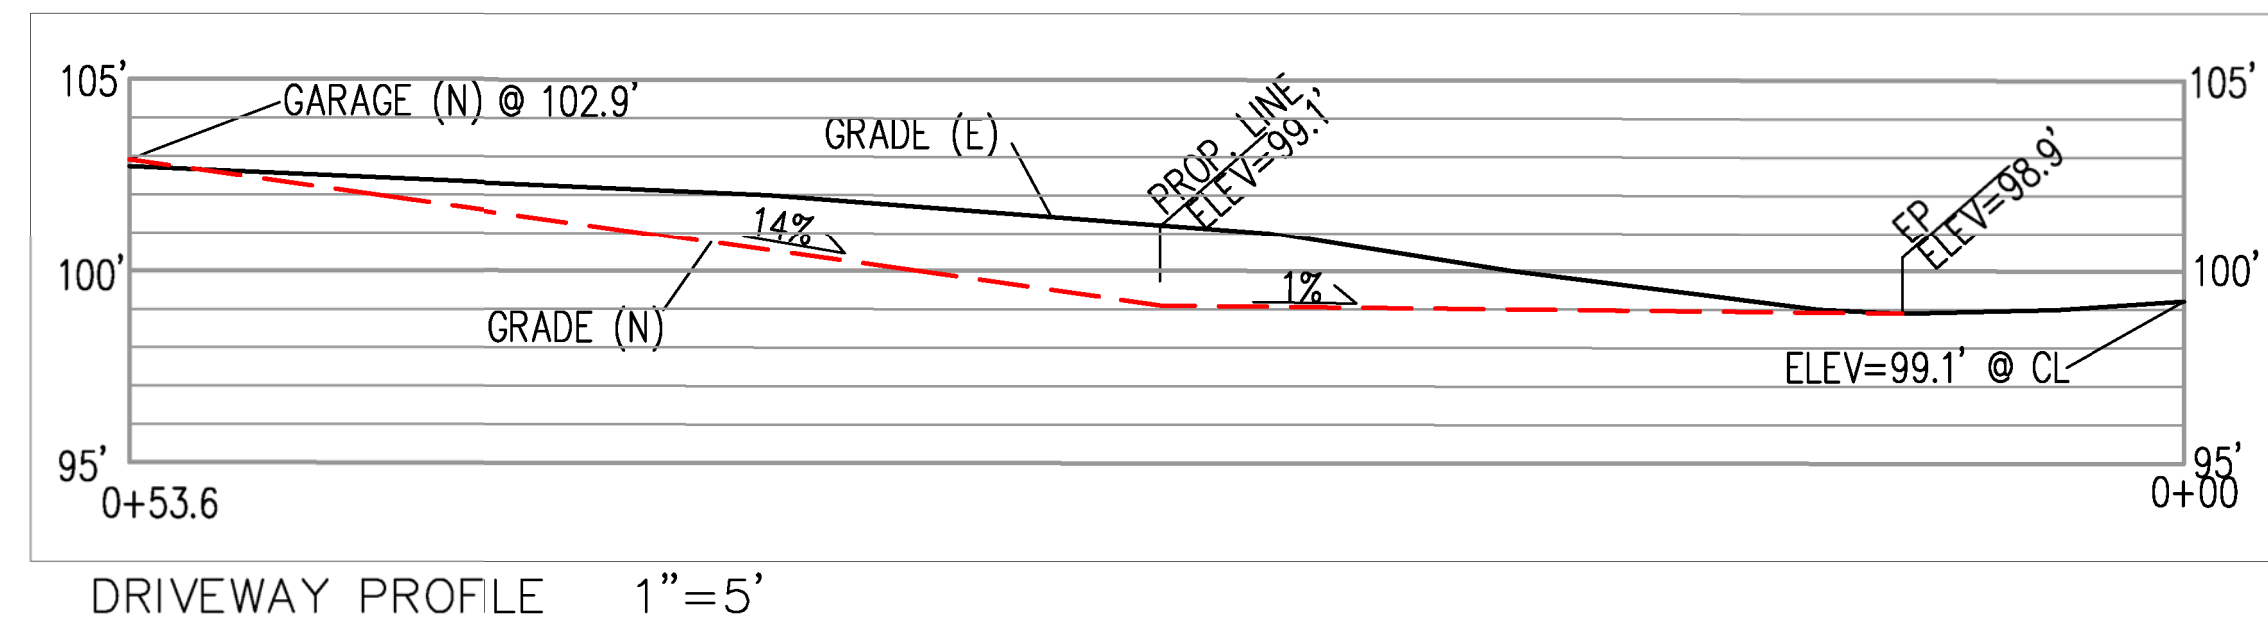 105'
105'
GARAGE (N) @ 102.9'
GRADE (E)
PROP. LINE,
ELEV=99.1'
EP
ELEV=98.9'
14%
100'
100'
1%
GRADE (N)
ELEV=99.1' @ CL
95'
95'
0+53.6
0+00
DRIVEWAY PROFILE 1"=5'